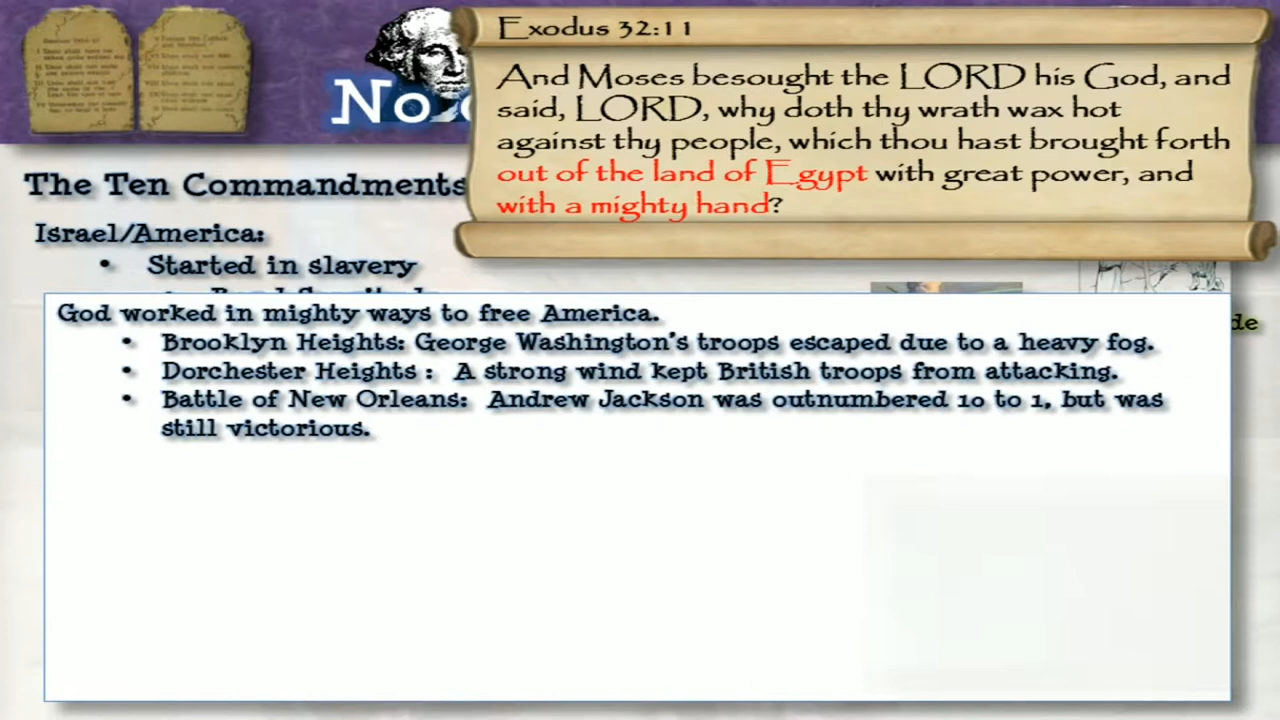 Exodus 32:11
And Moses besought the LORD his God, and
said, LORD, why doth thy wrath wax hot
against thy people, which thou hast brought forth
out of the land of Egypt with great power, and
with a mighty hand?
No
The Ten Commandments
Israel/America:
• Started in slavery
de
God worked in mighty ways to free America.
• Brooklyn Heights: George Washington's troops escaped due to a heavy fog.
• Dorchester Heights : A strong wind kept British troops from attacking.
• Battle of New Orleans: Andrew Jackson was outnumbered 10 to 1, but was
still victorious.